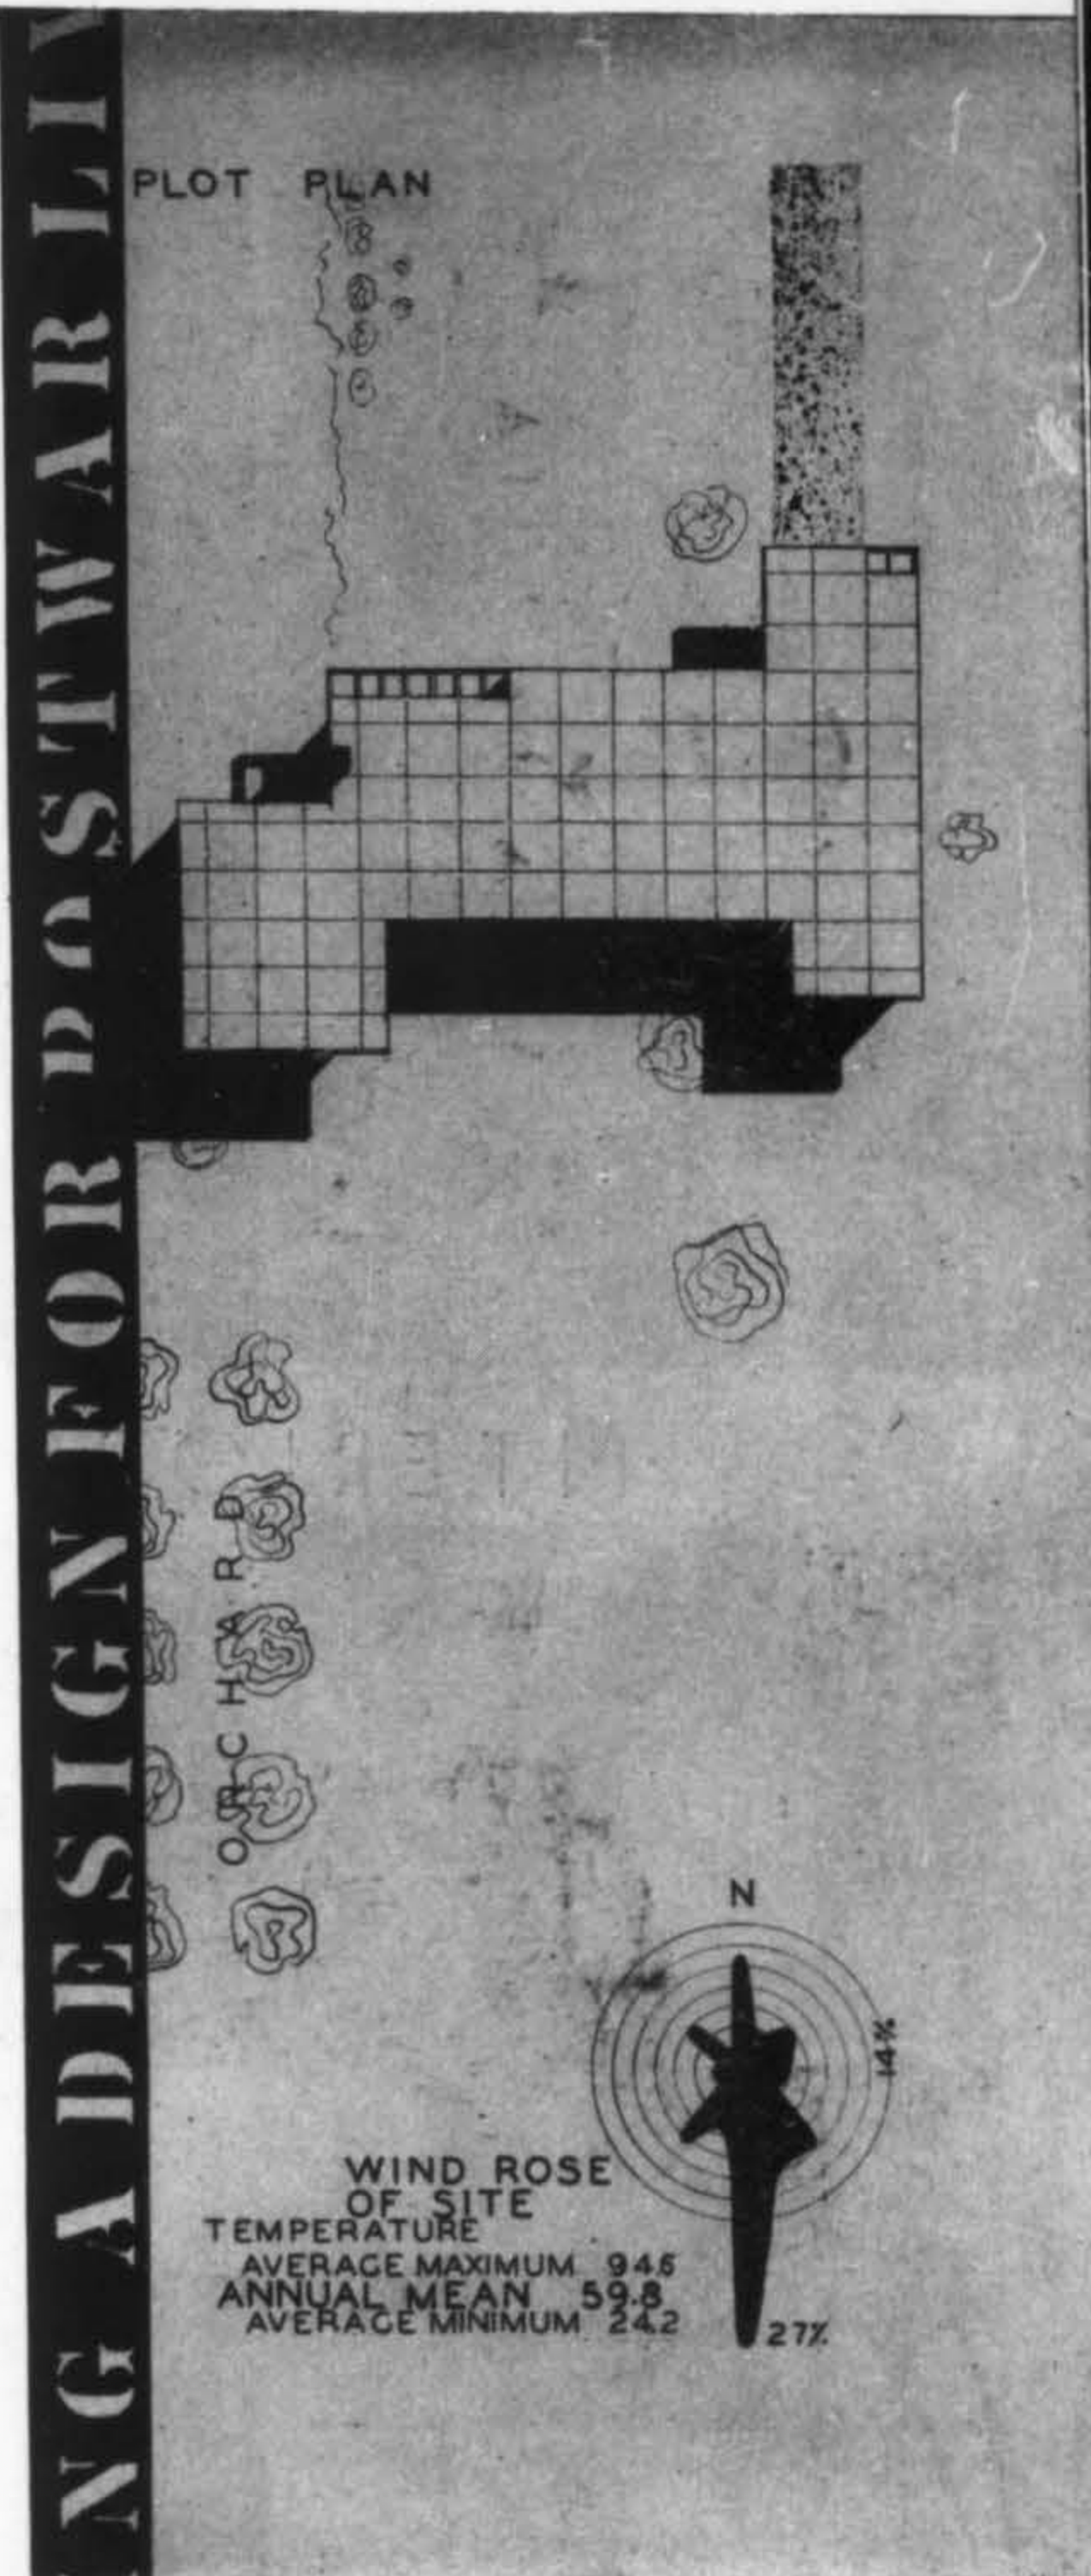 PLOT PLAN
ORCHARD
N
14%
WIND ROSE
OF SITE
TEMPERATURE
AVERAGE MAXIMUM 94.6
ANNUAL MEAN 59.8
AVERAGE MINIMUM 24.2
27%
NG A DESIGN FOR POSTWAR LIV